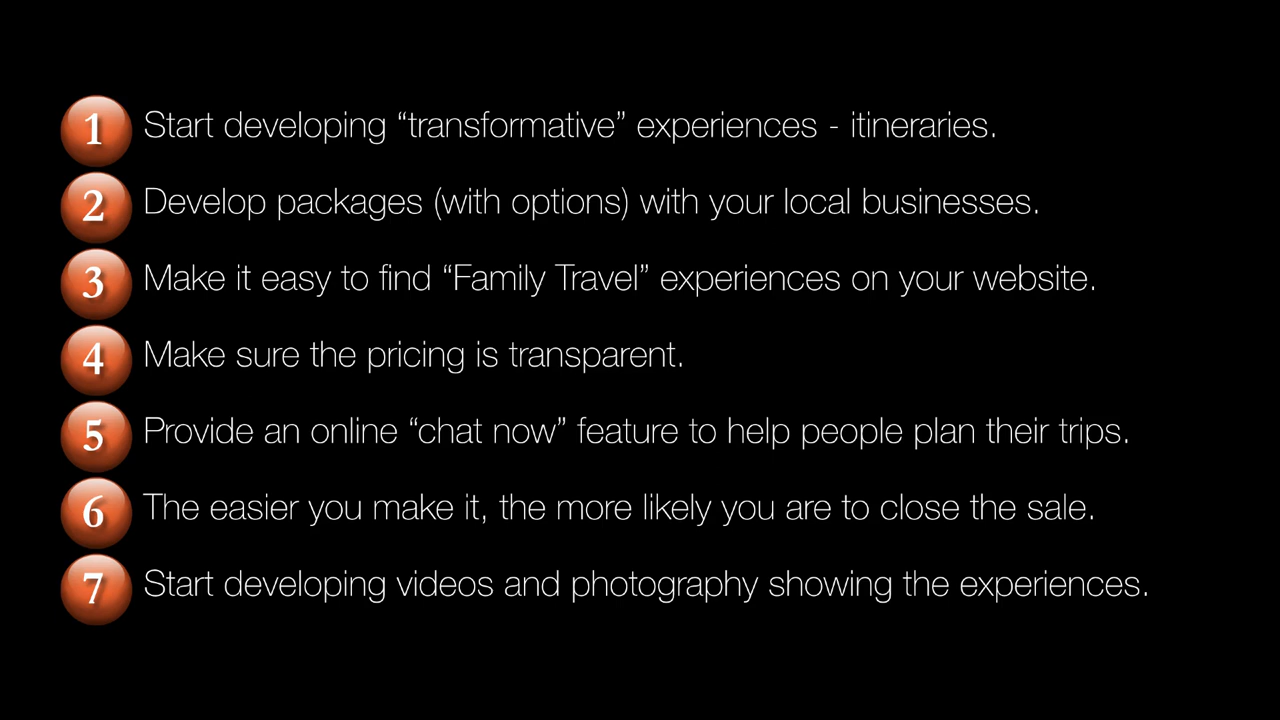 1 Start developing “transformative” experiences - itineraries.
2 Develop packages (with options) with your local businesses.
3 Make it easy to find “Family Travel” experiences on your website.
4 Make sure the pricing is transparent.
5 Provide an online “chat now” feature to help people plan their trips.
6 The easier you make it, the more likely you are to close the sale.
7 Start developing videos and photography showing the experiences.